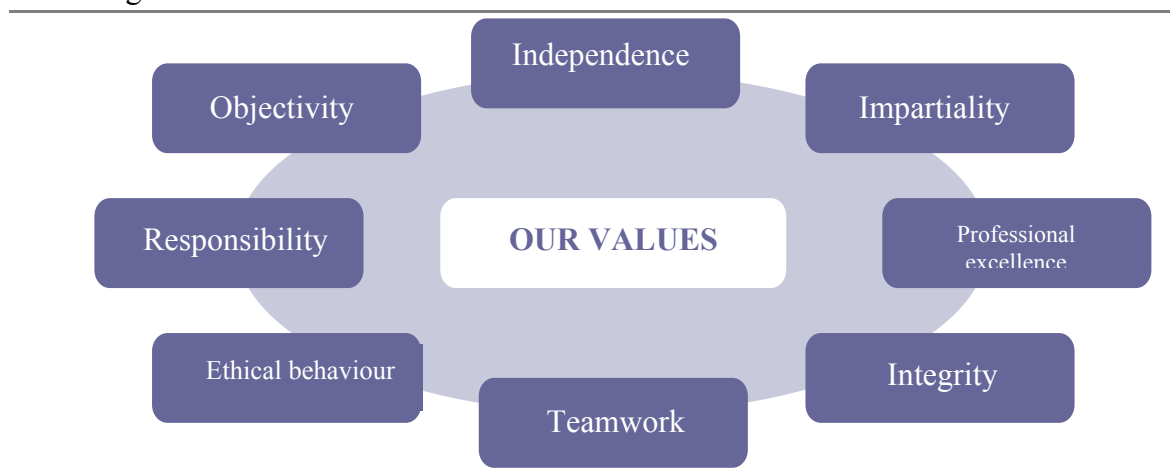 Independence
Objectivity
Impartiality
Responsibility
OUR VALUES
Professional
excellence
Ethical behaviour
Integrity
Teamwork